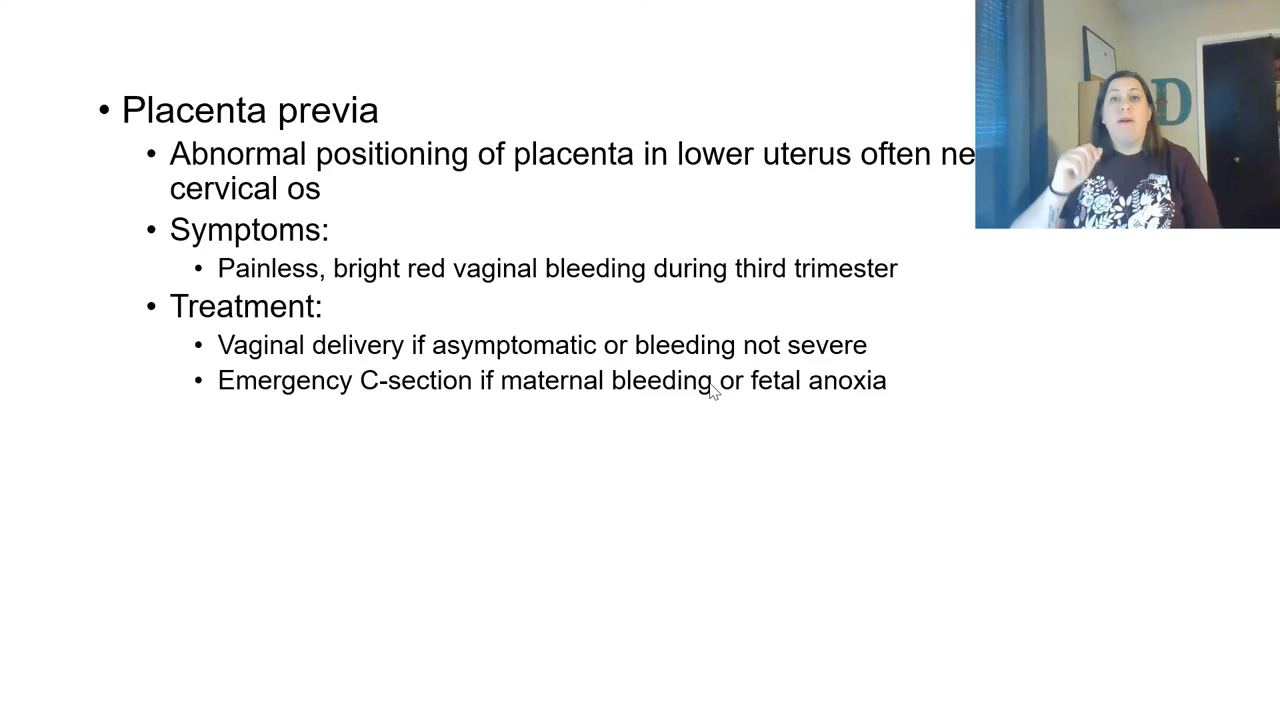 • Placenta previa
• Abnormal positioning of placenta in lower uterus often
cervical os
• Symptoms:
• Painless, bright red vaginal bleeding during third trimester
• Treatment:
• Vaginal delivery if asymptomatic or bleeding not severe
• Emergency C-section if maternal bleeding or fetal anoxia
D